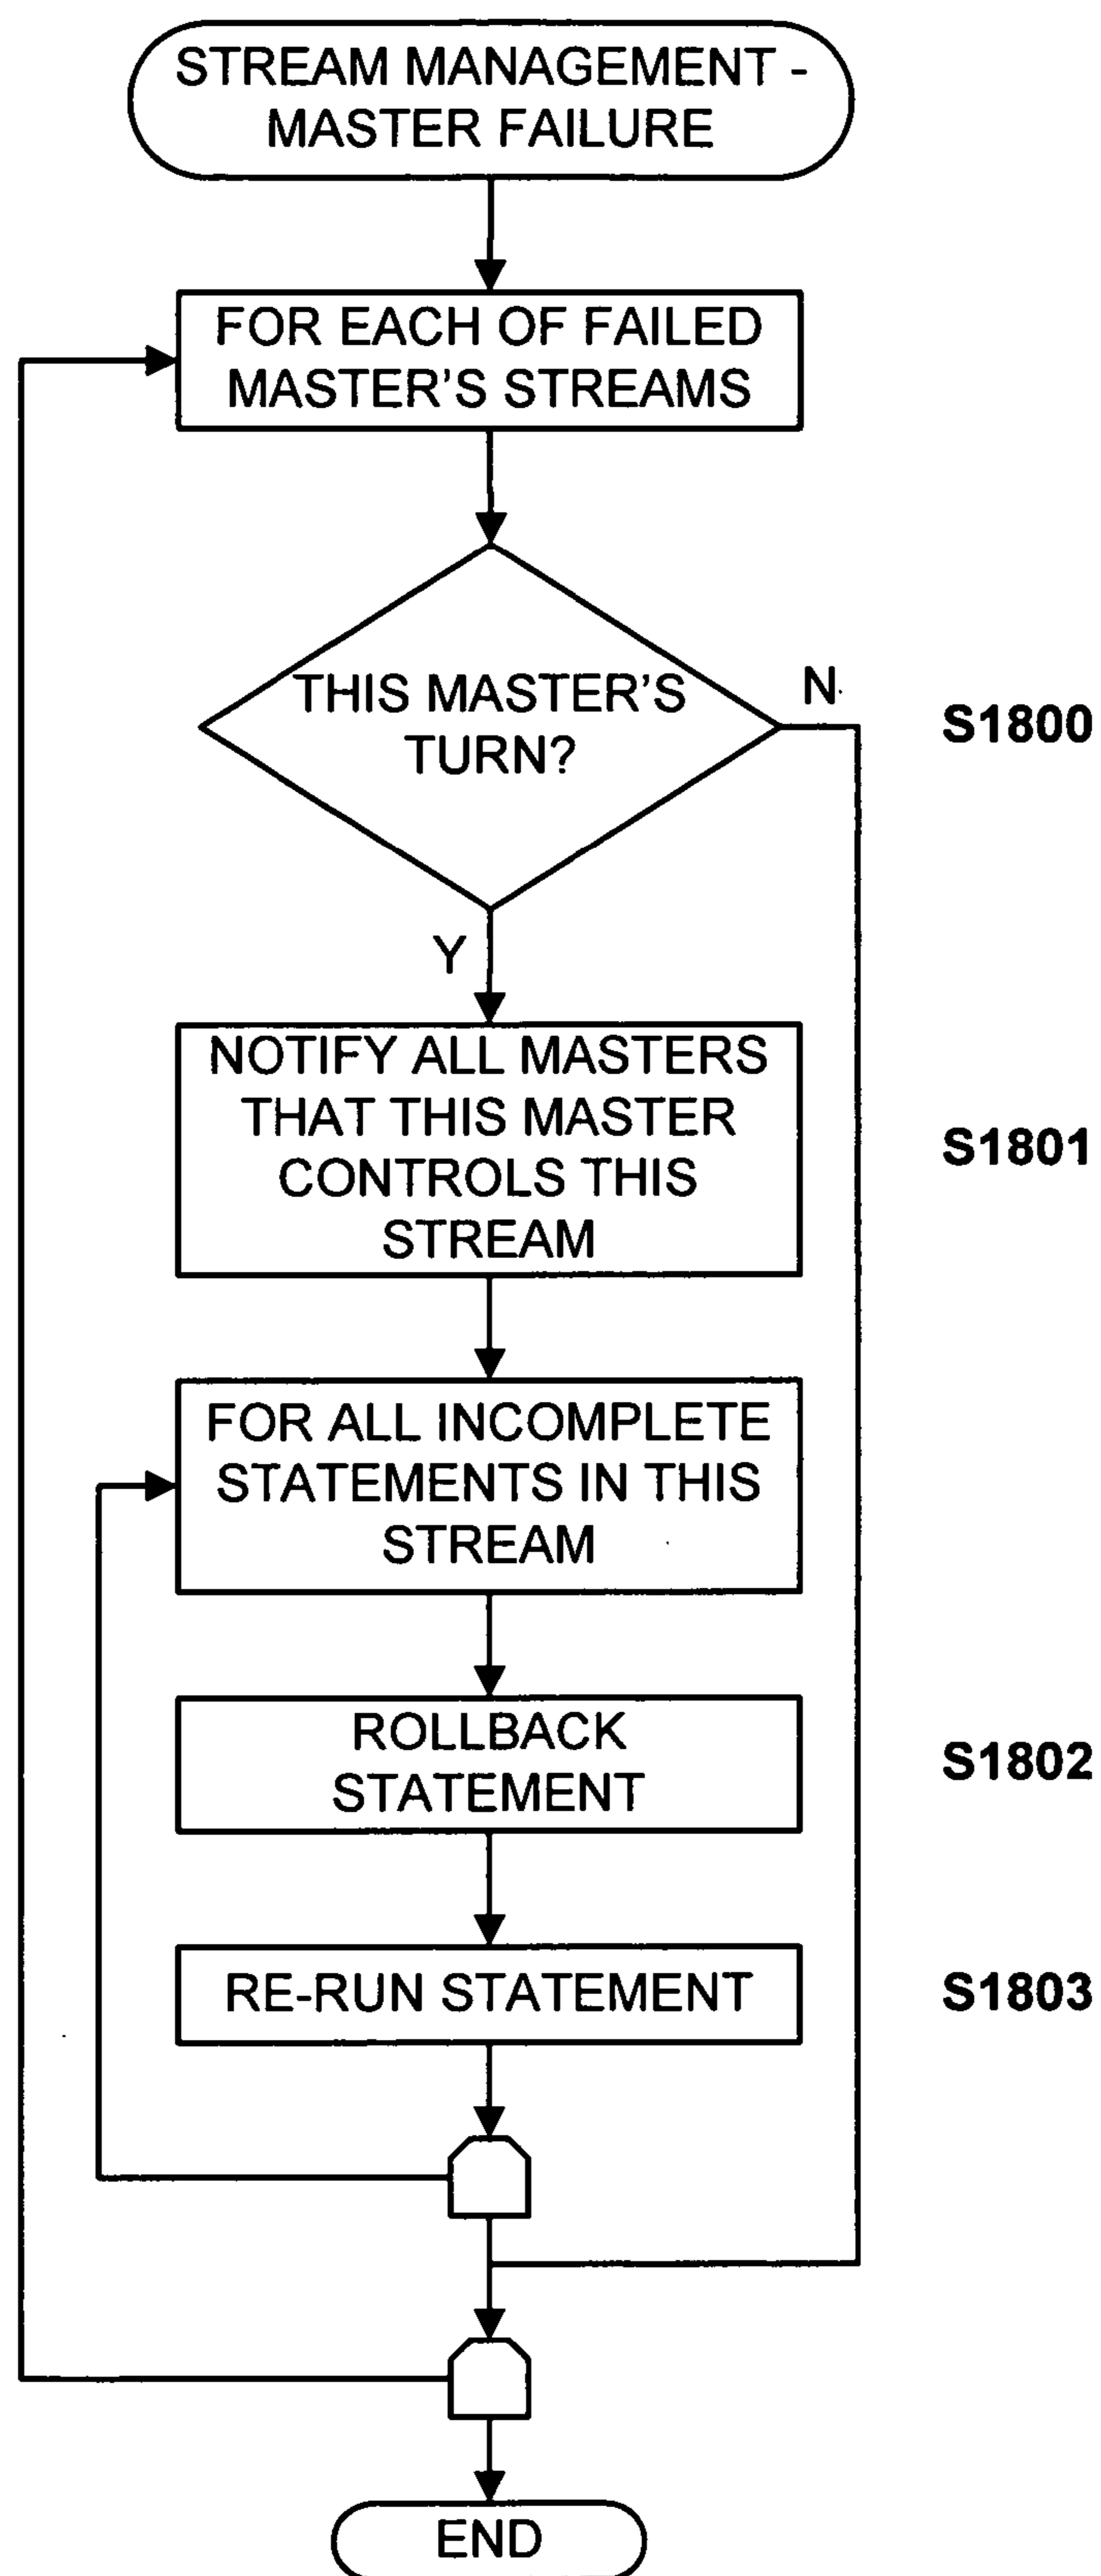 STREAM MANAGEMENT -
MASTER FAILURE
FOR EACH OF FAILED
MASTER'S STREAMS
THIS MASTER'S
TURN?
N
S1800
Y
NOTIFY ALL MASTERS
THAT THIS MASTER
CONTROLS THIS
STREAM
S1801
FOR ALL INCOMPLETE
STATEMENTS IN THIS
STREAM
ROLLBACK
STATEMENT
S1802
RE-RUN STATEMENT
S1803
END